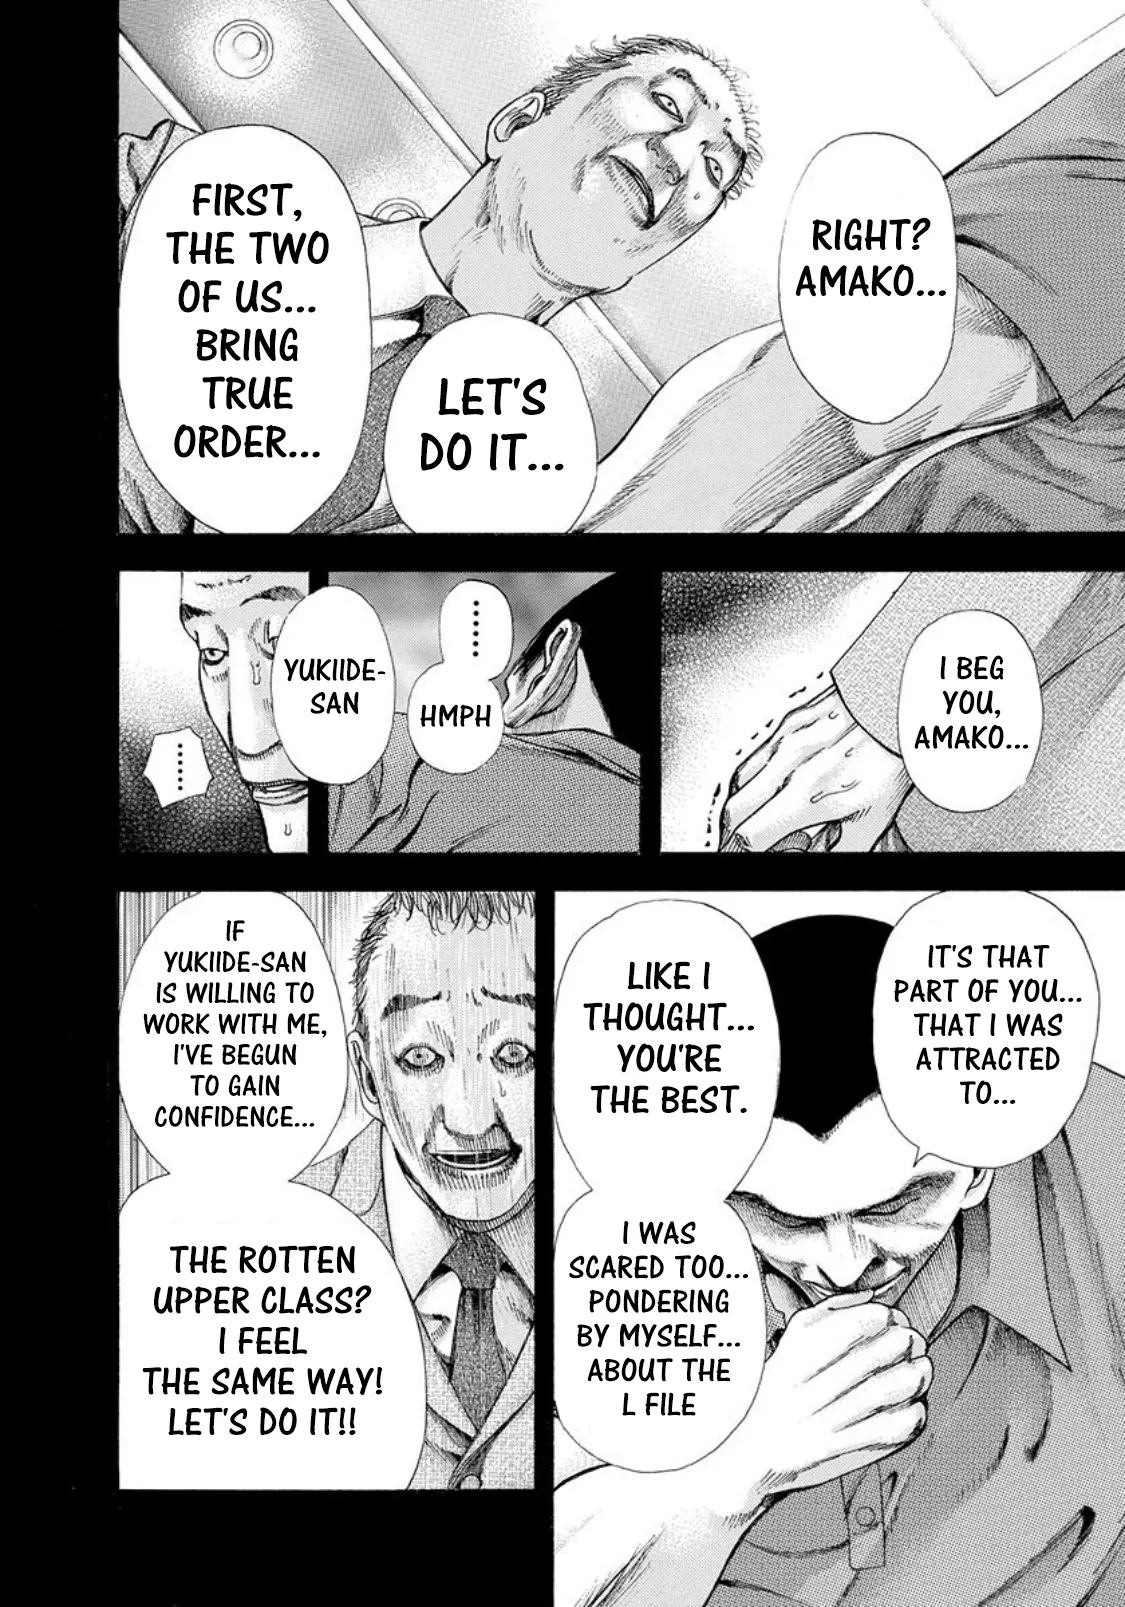 RIGHT?
AMAKO...
LET'S
DO IT...
FIRST,
THE TWO
OF US...
BRING
TRUE
ORDER...
I BEG
YOU,
AMAKO...
......
HMPH
YUKIIDE-
SAN
......
IT'S THAT
PART OF YOU...
THAT I WAS
ATTRACTED
TO...
LIKE I
THOUGHT...
YOU'RE
THE BEST.
I WAS
SCARED TOO...
PONDERING
BY MYSELF...
ABOUT THE
L FILE
IF
YUKIIDE-SAN
IS WILLING TO
WORK WITH ME,
I'VE BEGUN
TO GAIN
CONFIDENCE...
THE ROTTEN
UPPER CLASS?
I FEEL
THE SAME WAY!
LET'S DO IT!!